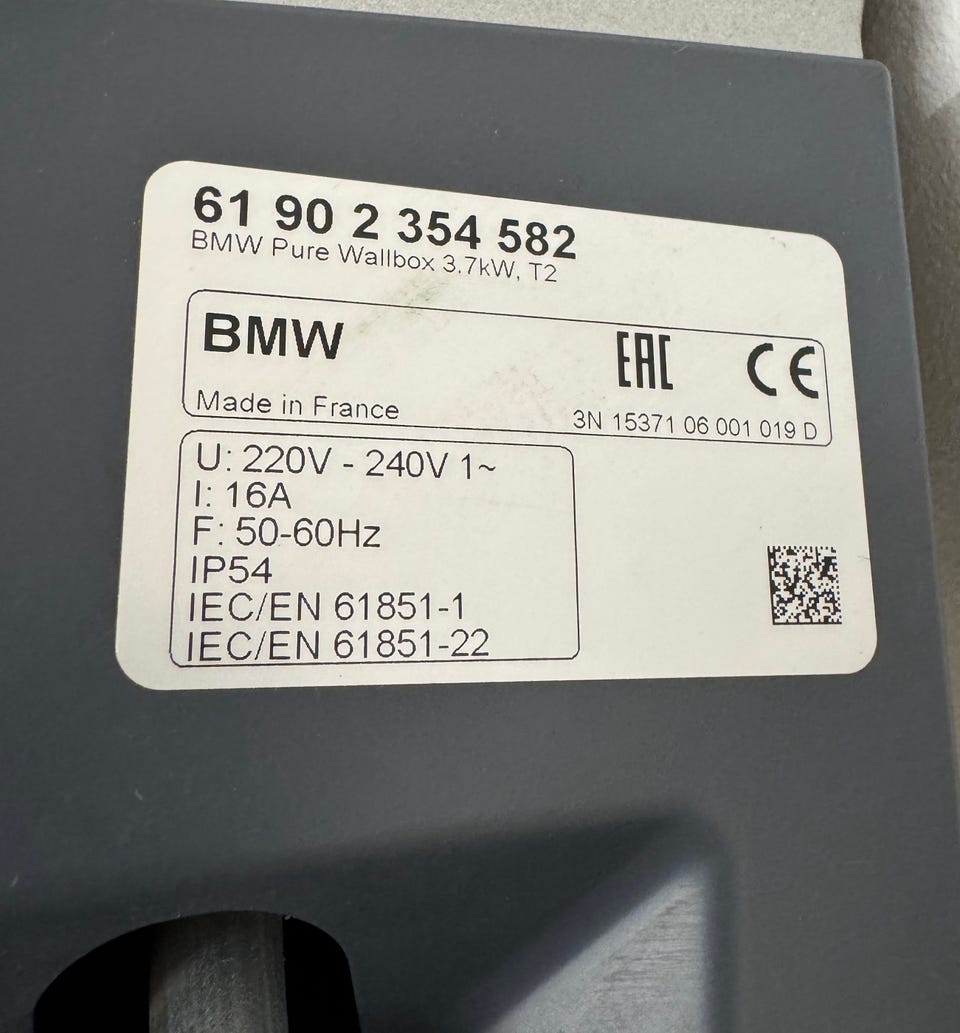 61 90 2 354 582
BMW Pure Wallbox 3.7kW, T2
BMW
EAC
CE
Made in France
3N 15371 06 001 019 D
U: 220V - 240V 1~
I: 16A
F: 50-60Hz
IP54
IEC/EN 61851-1
IEC/EN 61851-22